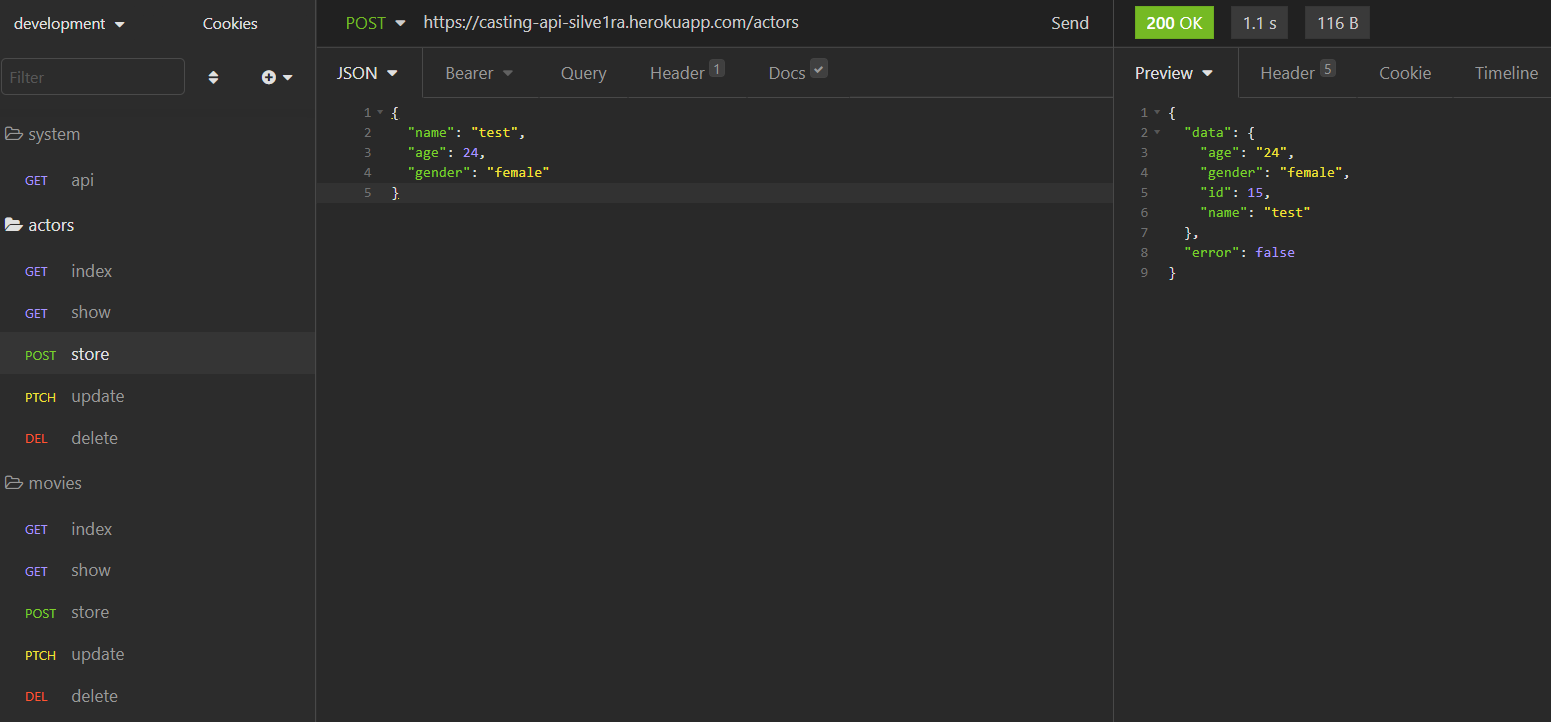 development
Cookies
Filter
system
GET api
actors
GET index
GET show
POST store
PTCH update
DEL delete
movies
GET index
GET show
POST store
PTCH update
DEL delete
POST https://casting-api-silve1ra.herokuapp.com/actors Send
JSON Bearer Query Header 1 Docs
1 {
2 "name": "test",
3 "age": 24,
4 "gender": "female"
5 }
200 OK 1.1 s 116 B
Preview Header 5 Cookie Timeline
1 {
2 "data": {
3 "age": "24",
4 "gender": "female",
5 "id": 15,
6 "name": "test"
7 },
8 "error": false
9 }